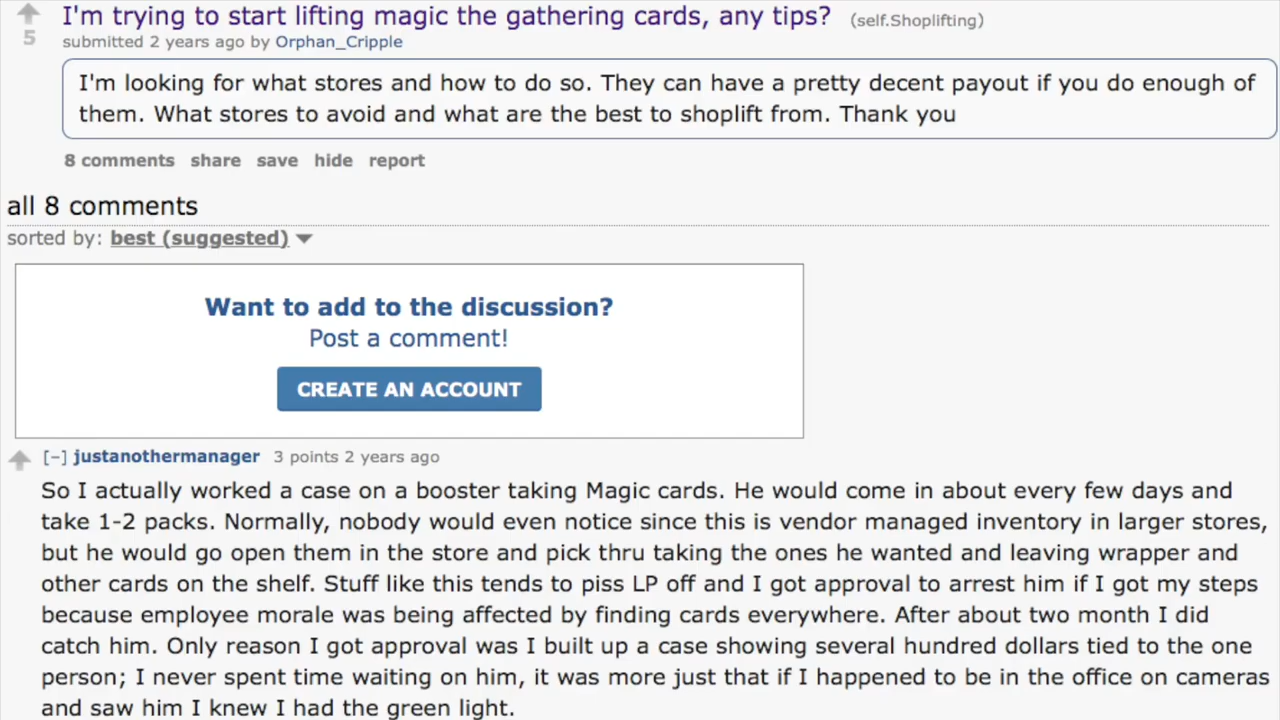 I'm trying to start lifting magic the gathering cards, any tips? (self.Shoplifting)
5
submitted 2 years ago by Orphan_Cripple
I'm looking for what stores and how to do so. They can have a pretty decent payout if you do enough of
them. What stores to avoid and what are the best to shoplift from. Thank you
8 comments share save hide report
all 8 comments
sorted by: best (suggested)
Want to add to the discussion?
Post a comment!
CREATE AN ACCOUNT
[–] justanothermanager 3 points 2 years ago
So I actually worked a case on a booster taking Magic cards. He would come in about every few days and
take 1-2 packs. Normally, nobody would even notice since this is vendor managed inventory in larger stores,
but he would go open them in the store and pick thru taking the ones he wanted and leaving wrapper and
other cards on the shelf. Stuff like this tends to piss LP off and I got approval to arrest him if I got my steps
because employee morale was being affected by finding cards everywhere. After about two month I did
catch him. Only reason I got approval was I built up a case showing several hundred dollars tied to the one
person; I never spent time waiting on him, it was more just that if I happened to be in the office on cameras
and saw him I knew I had the green light.